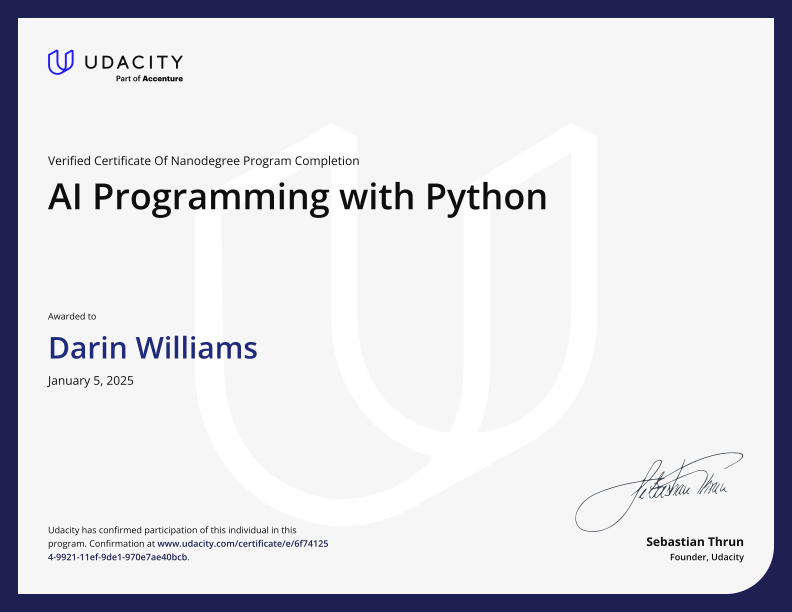 UDACITY
Part of Accenture
Verified Certificate Of Nanodegree Program Completion
AI Programming with Python
Awarded to
Darin Williams
January 5, 2025
Udacity has confirmed participation of this individual in this
program. Confirmation at www.udacity.com/certificate/e/6f74125
4-9921-11ef-9de1-970e7ae40bcb.
Sebastian Thrun
Sebastian Thrun
Founder, Udacity